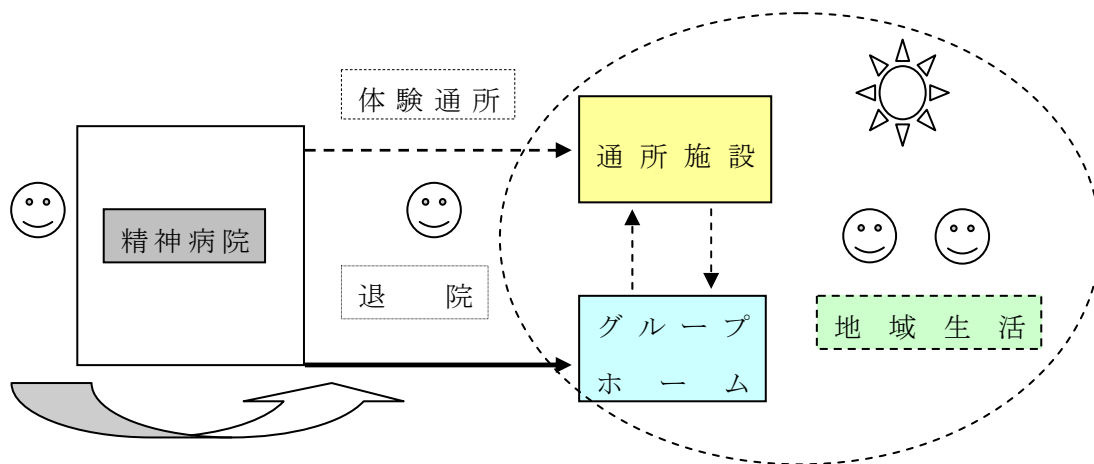 体験通所
通所施設
精神病院
退院
グループ
ホーム
地域生活